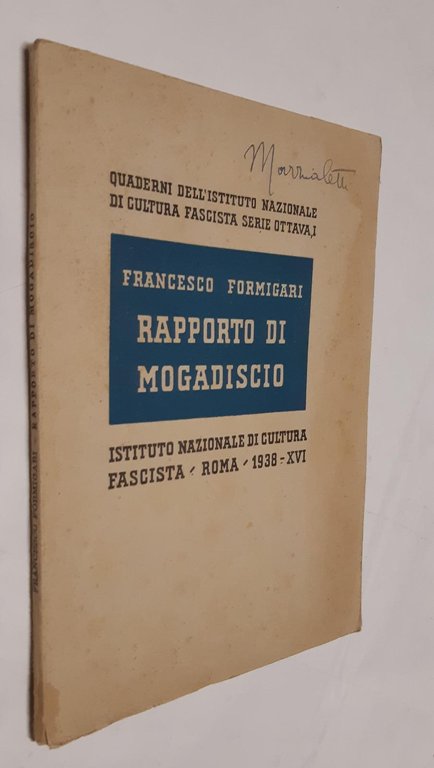 QUADERNI DELL'ISTITUTO NAZIONALE
DI CULTURA FASCISTA SERIE OTTAVA, I
FRANCESCO FORMIGARI
RAPPORTO DI
MOGADISCIO
ISTITUTO NAZIONALE DI CULTURA
FASCISTA - ROMA - 1938 - XVI
FRANCESCO FORMIGARI - RAPPORTO DI MOGADISCIO